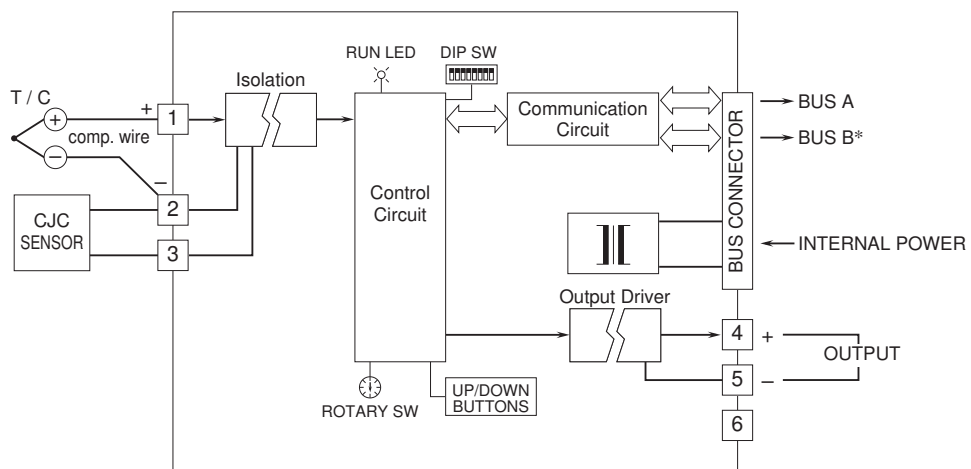 RUN LED
DIP SW
Isolation
T / C
+
1
+
comp. wire
−
−
2
CJC
SENSOR
3
Control
Circuit
Communication
Circuit
BUS CONNECTOR
BUS A
BUS B*
INTERNAL POWER
Output Driver
4
+
OUTPUT
5
−
6
ROTARY SW
UP/DOWN
BUTTONS